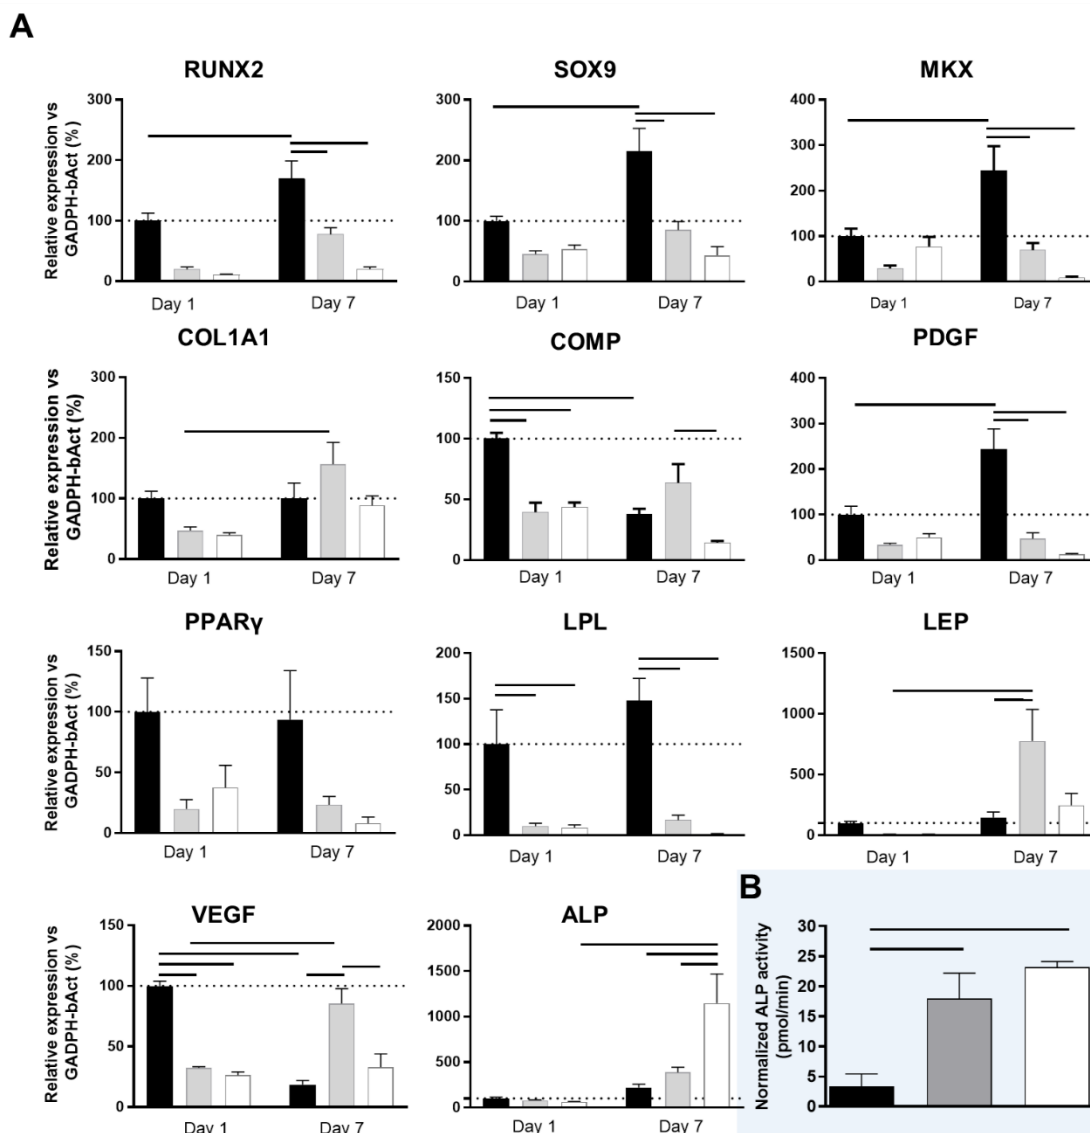 A
RUNX2
SOX9
MKX
Relative expression vs
GADPH-bAct (%)
300
200
100
0
Day 1
Day 7
300
200
100
0
Day 1
Day 7
400
300
200
100
0
Day 1
Day 7
COL1A1
COMP
PDGF
Relative expression vs
GADPH-bAct (%)
300
200
100
0
Day 1
Day 7
150
100
50
0
Day 1
Day 7
400
300
200
100
0
Day 1
Day 7
PPARγ
LPL
LEP
Relative expression vs
GADPH-bAct (%)
150
100
50
0
Day 1
Day 7
200
150
100
50
0
Day 1
Day 7
1500
1000
500
0
Day 1
Day 7
VEGF
ALP
Relative expression vs
GADPH-bAct (%)
150
100
50
0
Day 1
Day 7
2000
1500
1000
500
0
Day 1
Day 7
B
Normalized ALP activity
(pmol/min)
30
25
20
15
10
5
0